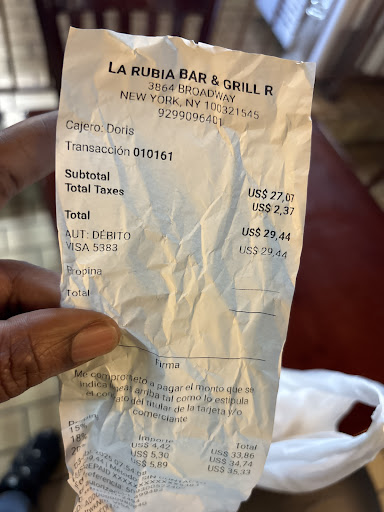 LA RUBIA BAR & GRILL R
3864 BROADWAY
NEW YORK, NY 100321545
9299096401
Cajero: Doris
Transacción 010161
Subtotal US$ 27,07
Total Taxes US$ 2,37
Total US$ 29,44
AUT: DÉBITO US$ 29,44
VISA 5383
Propina
Total
Firma
Me comprometo a pagar el monto que se
indica arriba tal como lo estipula
el contrato del titular de la tarjeta y/o
comerciante
Importe Total
15% US$ 4,42 US$ 33,86
18% US$ 5,30 US$ 34,74
US$ 5,89 US$ 35,33